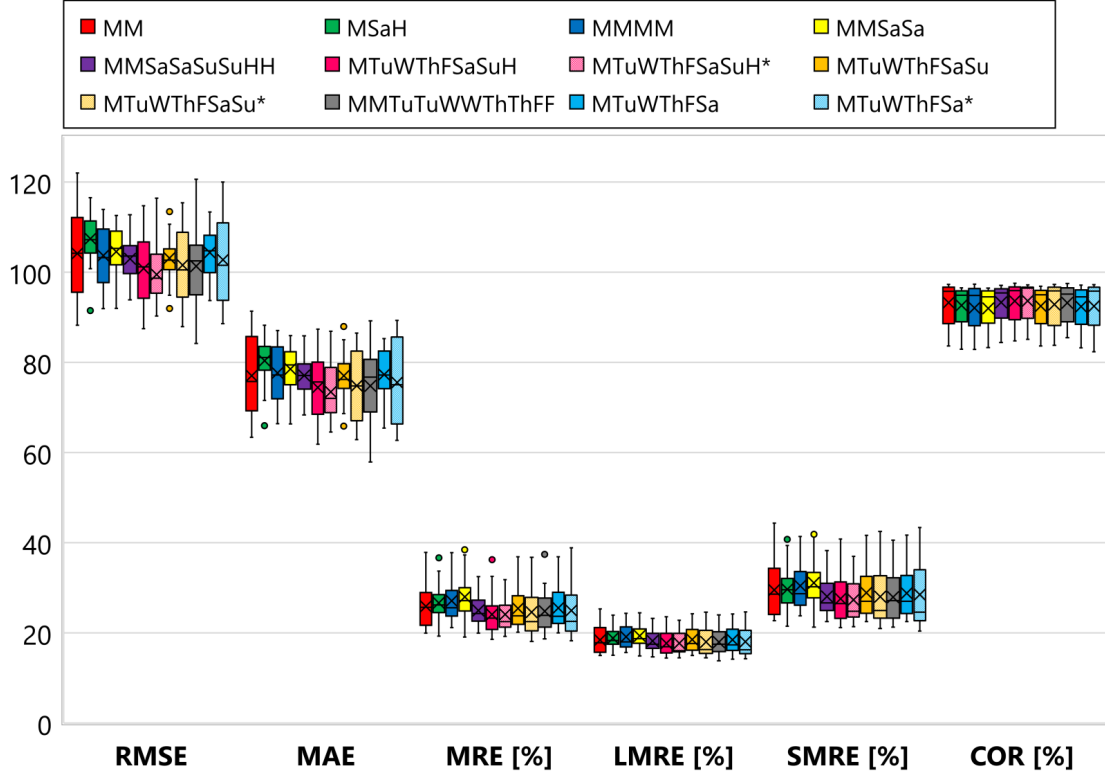 MM MSaH MMMM MMSaSa
MMSaSaSuSuHH MTuWThFSaSuH MTuWThFSaSuH* MTuWThFSaSu
MTuWThFSaSu* MMTuTuWWThThFF MTuWThFSa MTuWThFSa*
120
100
80
60
40
20
0
RMSE MAE MRE [%] LMRE [%] SMRE [%] COR [%]